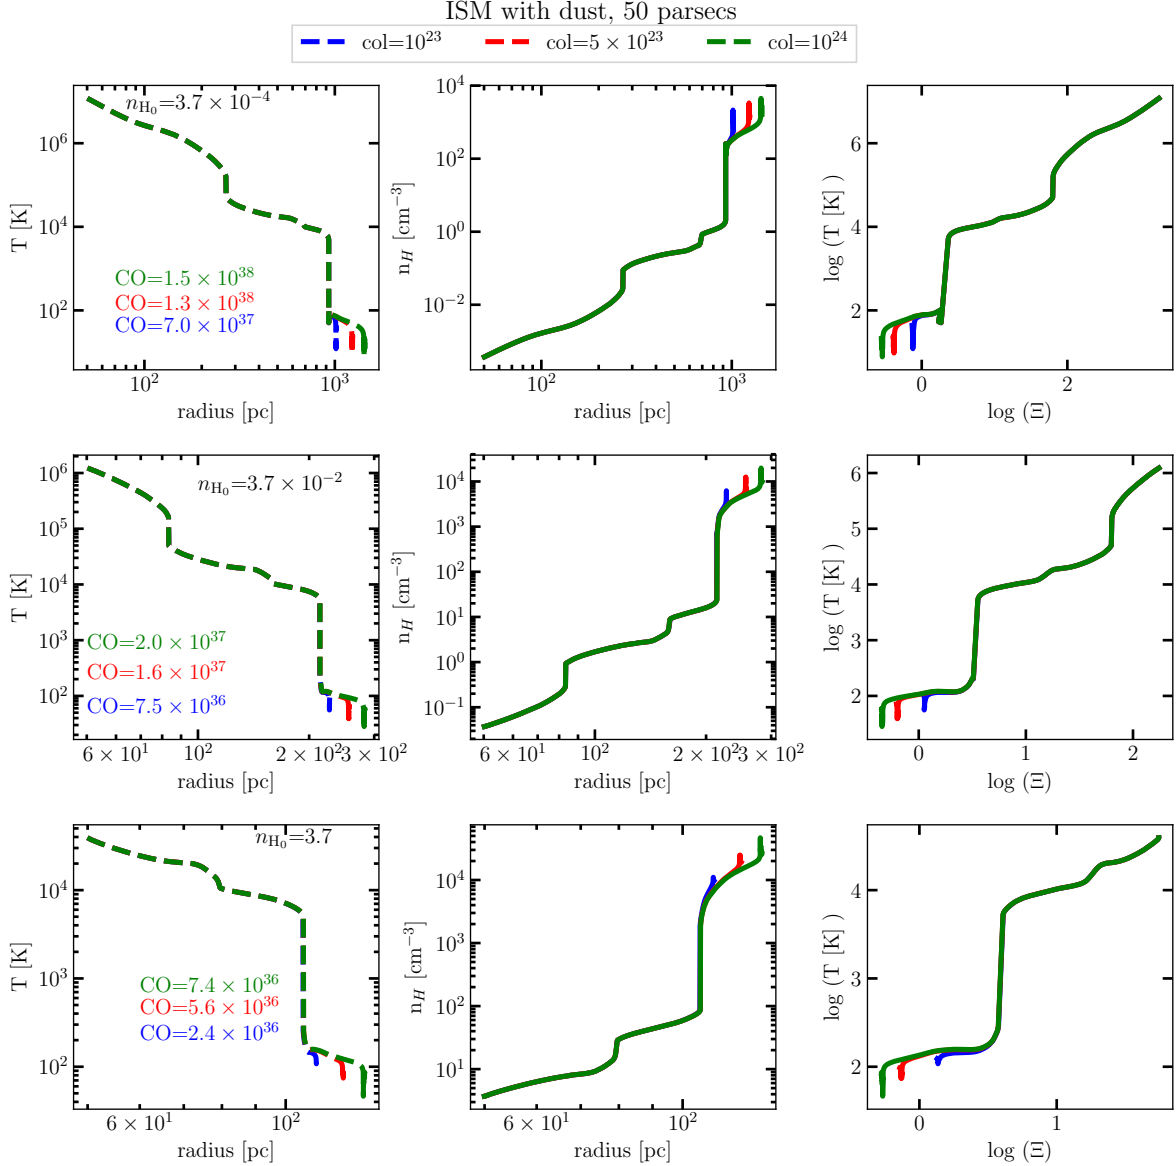 ISM with dust, 50 parsecs
col=10^23 col=5 × 10^23 col=10^24
n_H0=3.7 × 10^−4
CO=1.5 × 10^38
CO=1.3 × 10^38
CO=7.0 × 10^37
T [K]
10^6
10^4
10^2
10^2 10^3
radius [pc]
n_H [cm^−3]
10^4
10^2
10^0
10^−2
10^2 10^3
radius [pc]
log (T [K] )
6
4
2
0 2
log (Ξ)
n_H0=3.7 × 10^−2
CO=2.0 × 10^37
CO=1.6 × 10^37
CO=7.5 × 10^36
T [K]
10^6
10^5
10^4
10^3
10^2
6 × 10^1 10^2 2 × 10^2 3 × 10^2
radius [pc]
n_H [cm^−3]
10^4
10^3
10^2
10^1
10^0
10^−1
6 × 10^1 10^2 2 × 10^2 3 × 10^2
radius [pc]
log (T [K] )
6
5
4
3
2
0 1 2
log (Ξ)
n_H0=3.7
CO=7.4 × 10^36
CO=5.6 × 10^36
CO=2.4 × 10^36
T [K]
10^4
10^3
10^2
6 × 10^1 10^2
radius [pc]
n_H [cm^−3]
10^4
10^3
10^2
10^1
6 × 10^1 10^2
radius [pc]
log (T [K] )
4
3
2
0 1
log (Ξ)